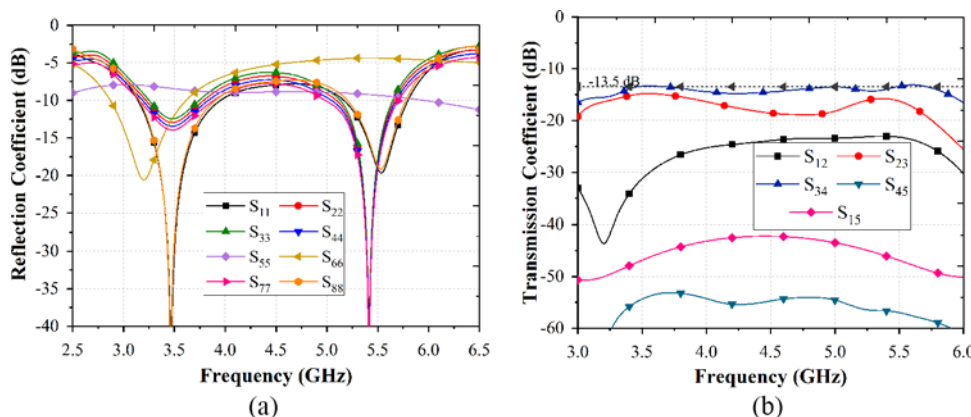 Reflection Coefficient (dB)
0
-5
-10
-15
-20
-25
-30
-35
-40
S11 S22
S33 S44
S55 S66
S77 S88
2.5 3.0 3.5 4.0 4.5 5.0 5.5 6.0 6.5
Frequency (GHz)
(a)
Transmission Coefficient (dB)
0
-10
-13.5 dB
-20
-30
-40
-50
-60
S12 S23
S34 S45
S15
3.0 3.5 4.0 4.5 5.0 5.5 6.0
Frequency (GHz)
(b)